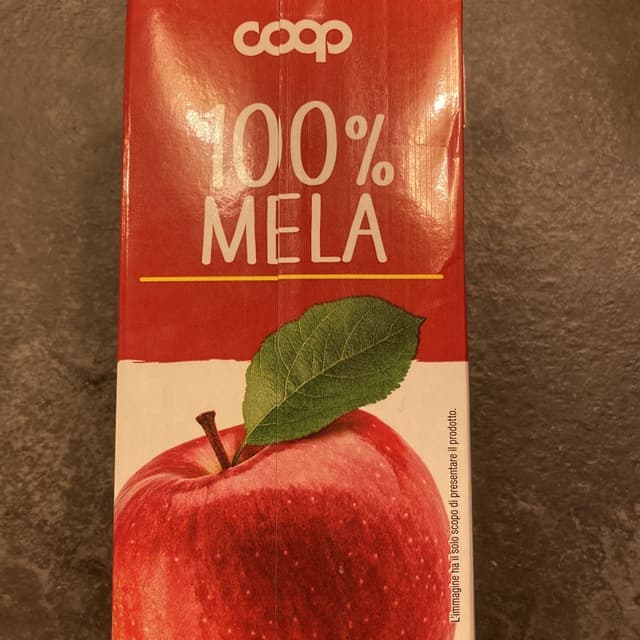 coop
100%
MELA
L'immagine ha il solo scopo di presentare il prodotto.